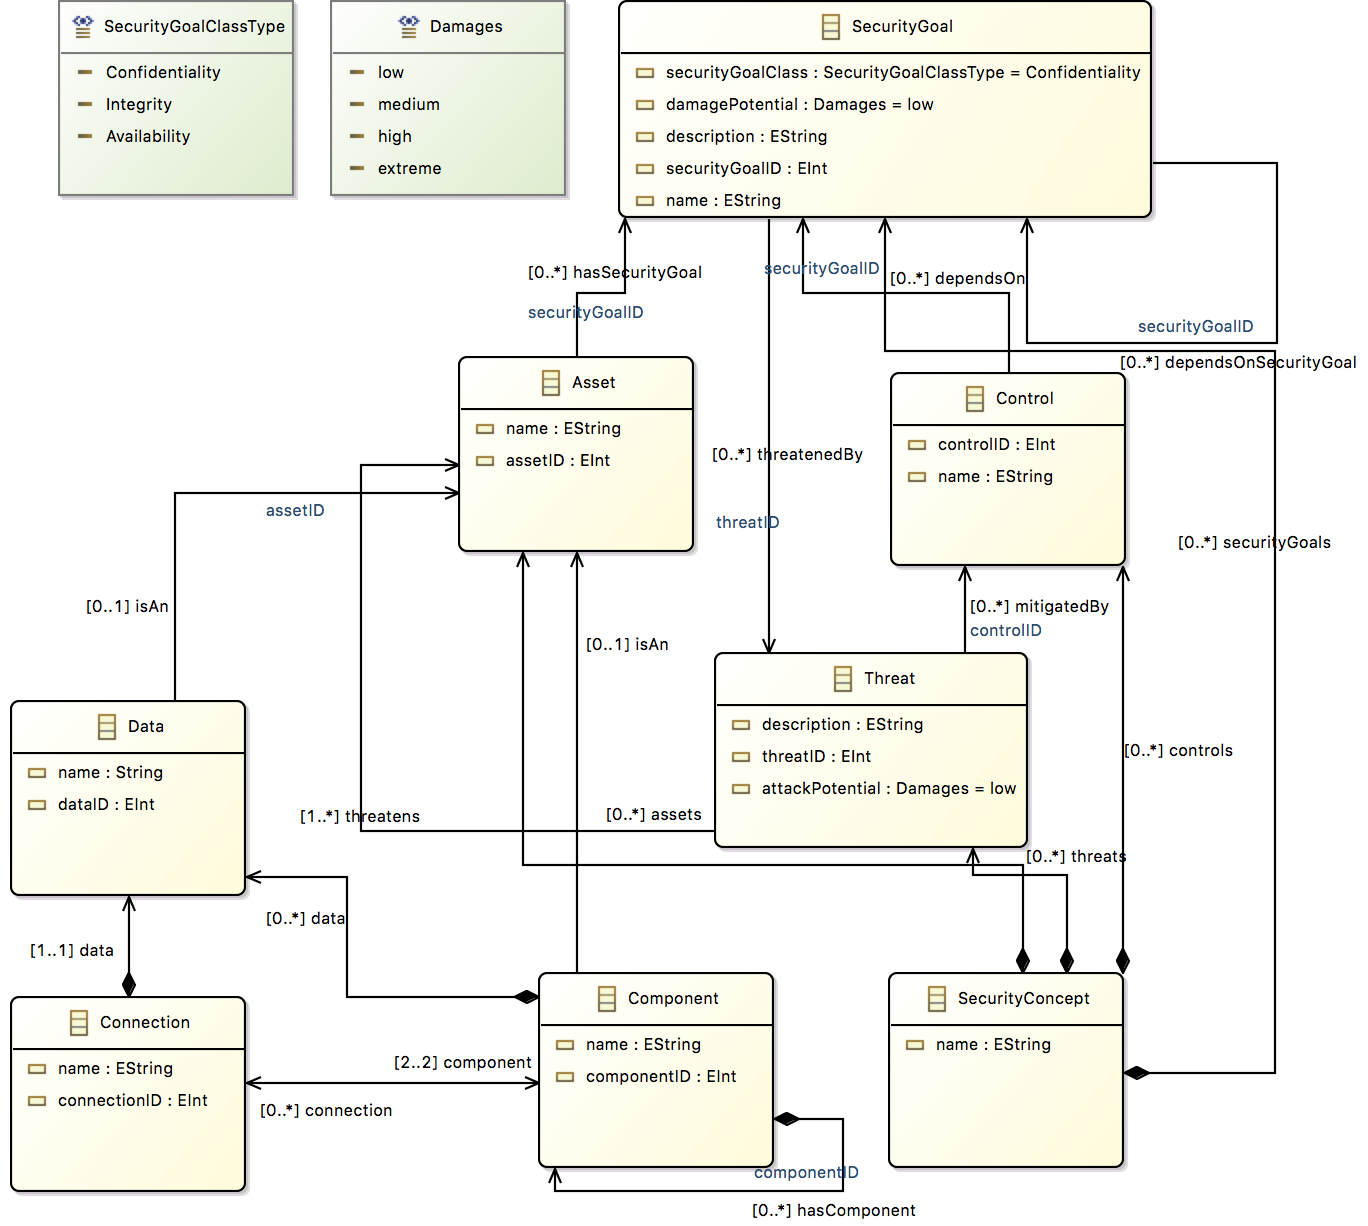 SecurityGoalClassType
Confidentiality
Integrity
Availability
Damages
low
medium
high
extreme
SecurityGoal
securityGoalClass : SecurityGoalClassType = Confidentiality
damagePotential : Damages = low
description : EString
securityGoalID : EInt
name : EString
[0..*] hasSecurityGoal
securityGoalID
securityGoalID
[0..*] dependsOn
securityGoalID
[0..*] dependsOnSecurityGoal
Asset
name : EString
assetID : EInt
Control
controlID : EInt
name : EString
[0..*] threatenedBy
threatID
assetID
[0..*] securityGoals
[0..1] isAn
[0..*] mitigatedBy
controlID
[0..1] isAn
Threat
description : EString
threatID : EInt
attackPotential : Damages = low
Data
name : String
dataID : EInt
[0..*] controls
[1..*] threatens
[0..*] assets
[0..*] threats
[0..*] data
[1..1] data
Connection
name : EString
connectionID : EInt
[2..2] component
[0..*] connection
Component
name : EString
componentID : EInt
SecurityConcept
name : EString
componentID
[0..*] hasComponent